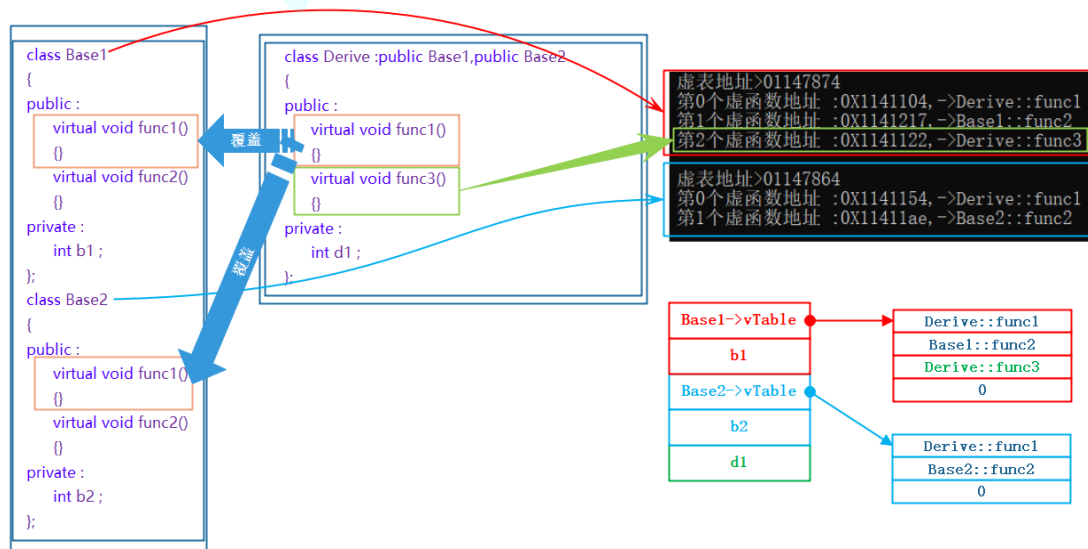 class Base1
{
public :
virtual void func1()
{}
virtual void func2()
{}
private :
int b1 ;
};
class Base2
{
public :
virtual void func1()
{}
virtual void func2()
{}
private :
int b2 ;
};
覆盖
覆盖
class Derive :public Base1,public Base2
{
public :
virtual void func1()
{}
virtual void func3()
{}
private :
int d1 ;
};
虚表地址>01147874
第0个虚函数地址 :0X1141104,->Derive::func1
第1个虚函数地址 :0X1141217,->Base1::func2
第2个虚函数地址 :0X1141122,->Derive::func3
虚表地址>01147864
第0个虚函数地址 :0X1141154,->Derive::func1
第1个虚函数地址 :0X11411ae,->Base2::func2
Base1->vTable
b1
Base2->vTable
b2
d1
Derive::func1
Base1::func2
Derive::func3
0
Derive::func1
Base2::func2
0